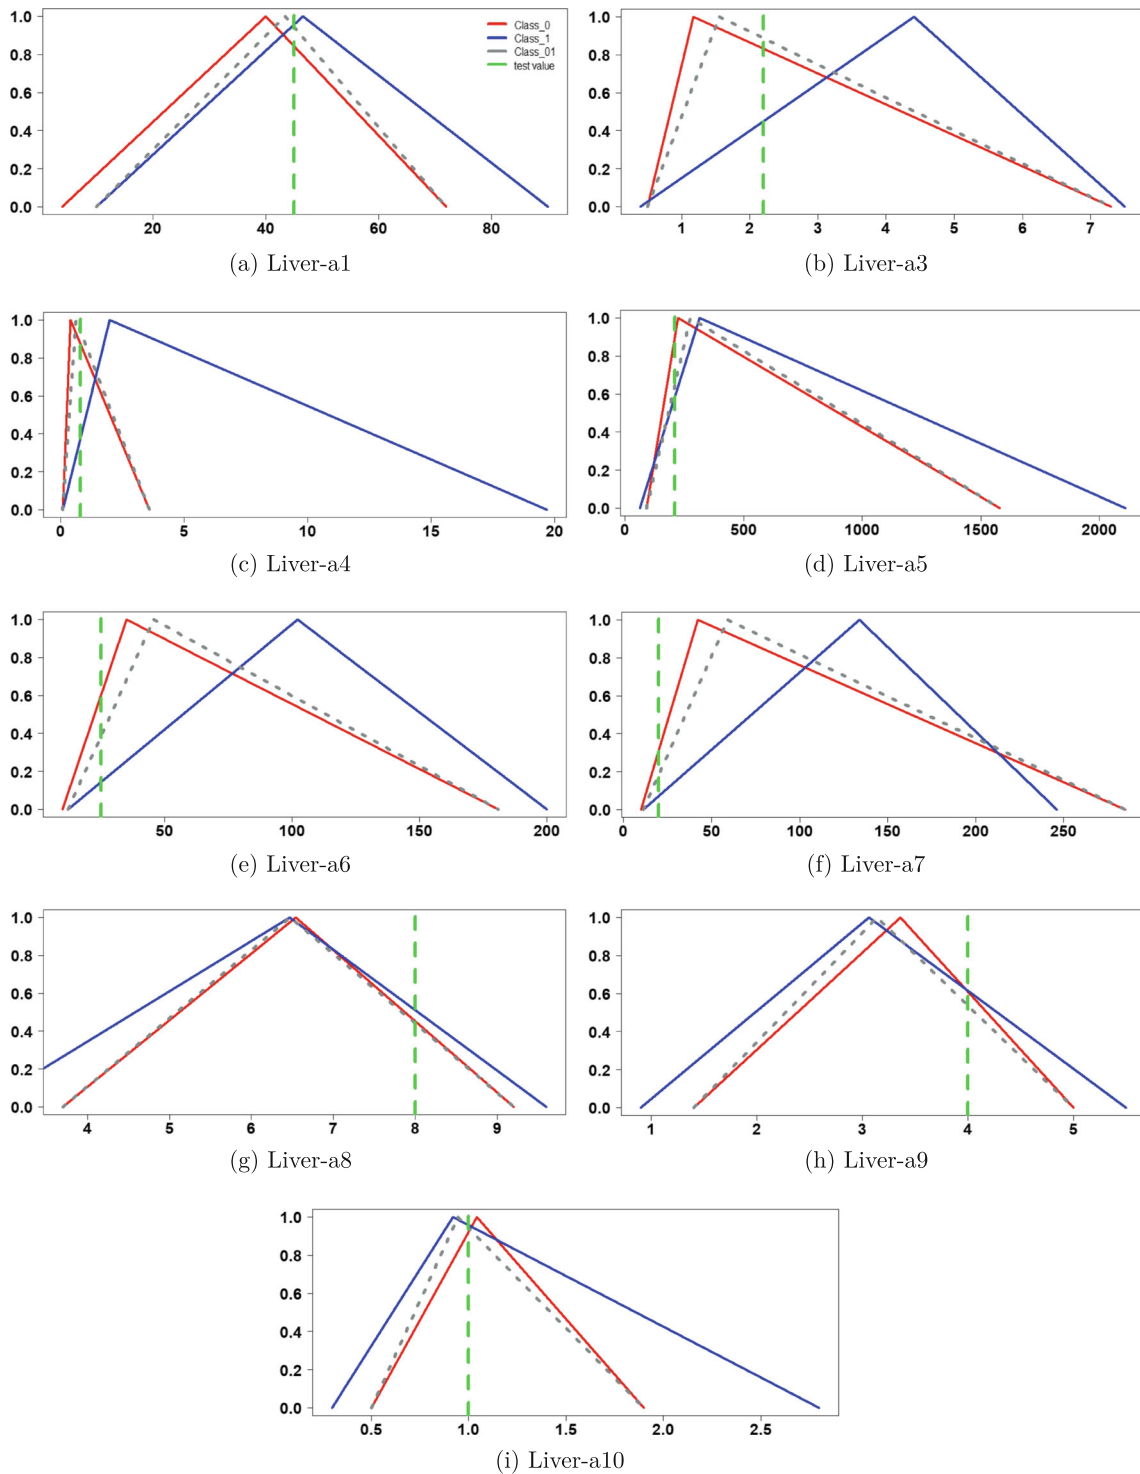 1.0
0.8
0.6
0.4
0.2
0.0
20 40 60 80
Class_0
Class_1
Class_01
test value
(a) Liver-a1
1.0
0.8
0.6
0.4
0.2
0.0
1 2 3 4 5 6 7
(b) Liver-a3
1.0
0.8
0.6
0.4
0.2
0.0
0 5 10 15 20
(c) Liver-a4
1.0
0.8
0.6
0.4
0.2
0.0
0 500 1000 1500 2000
(d) Liver-a5
1.0
0.8
0.6
0.4
0.2
0.0
50 100 150 200
(e) Liver-a6
1.0
0.8
0.6
0.4
0.2
0.0
0 50 100 150 200 250
(f) Liver-a7
1.0
0.8
0.6
0.4
0.2
0.0
4 5 6 7 8 9
(g) Liver-a8
1.0
0.8
0.6
0.4
0.2
0.0
1 2 3 4 5
(h) Liver-a9
1.0
0.8
0.6
0.4
0.2
0.0
0.5 1.0 1.5 2.0 2.5
(i) Liver-a10